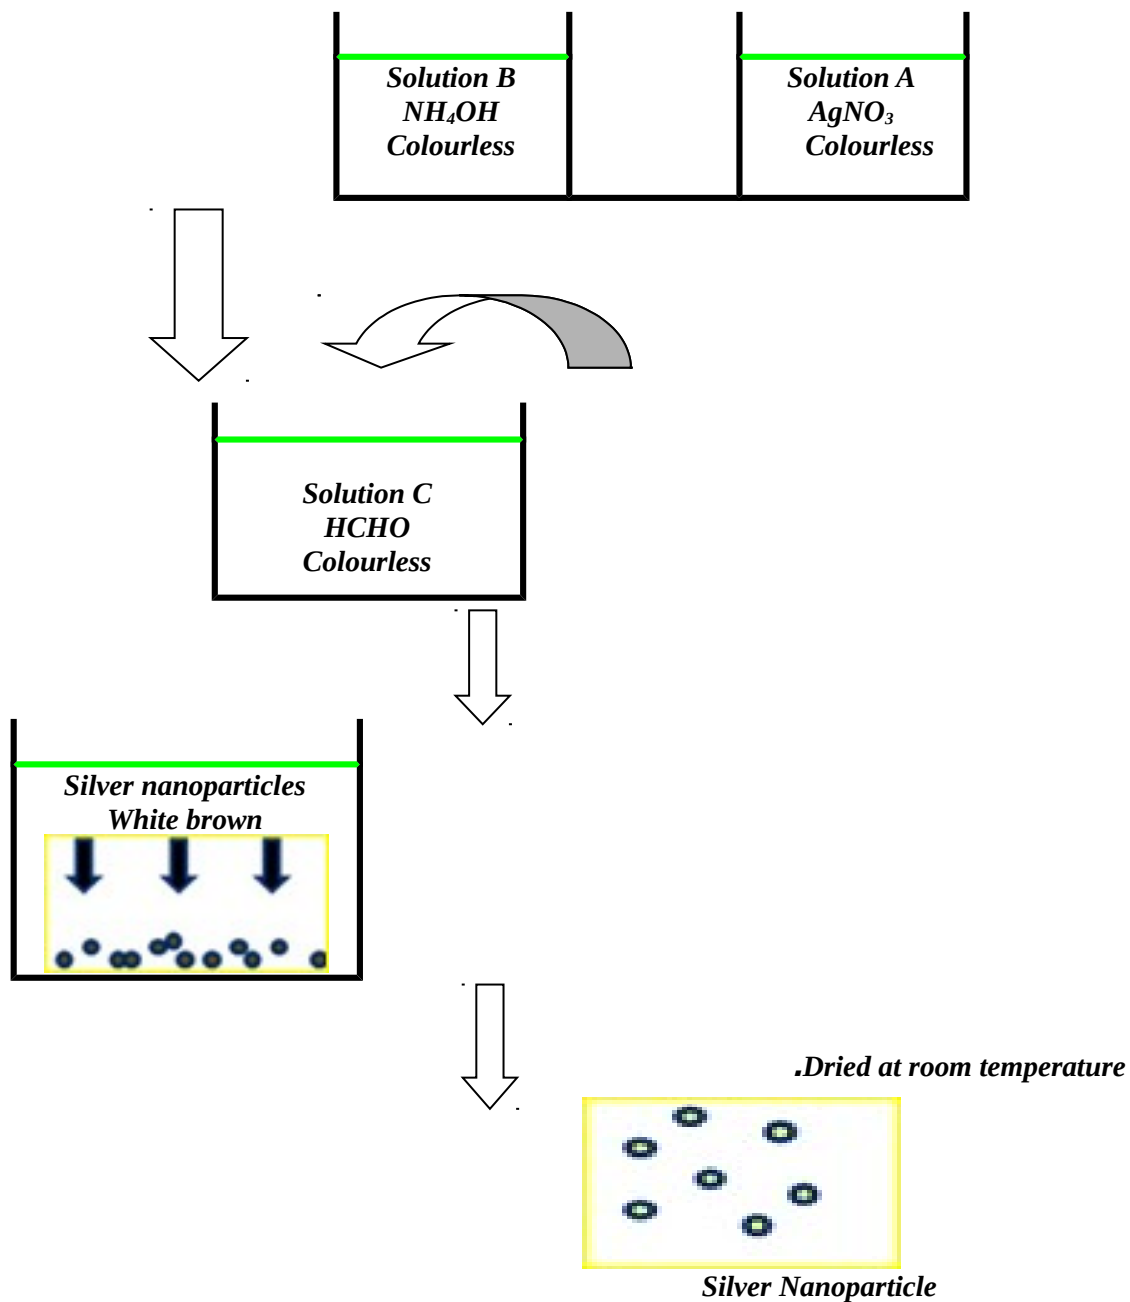 Solution B
NH₄OH
Colourless
Solution A
AgNO₃
Colourless
Solution C
HCHO
Colourless
Silver nanoparticles
White brown
.Dried at room temperature
Silver Nanoparticle